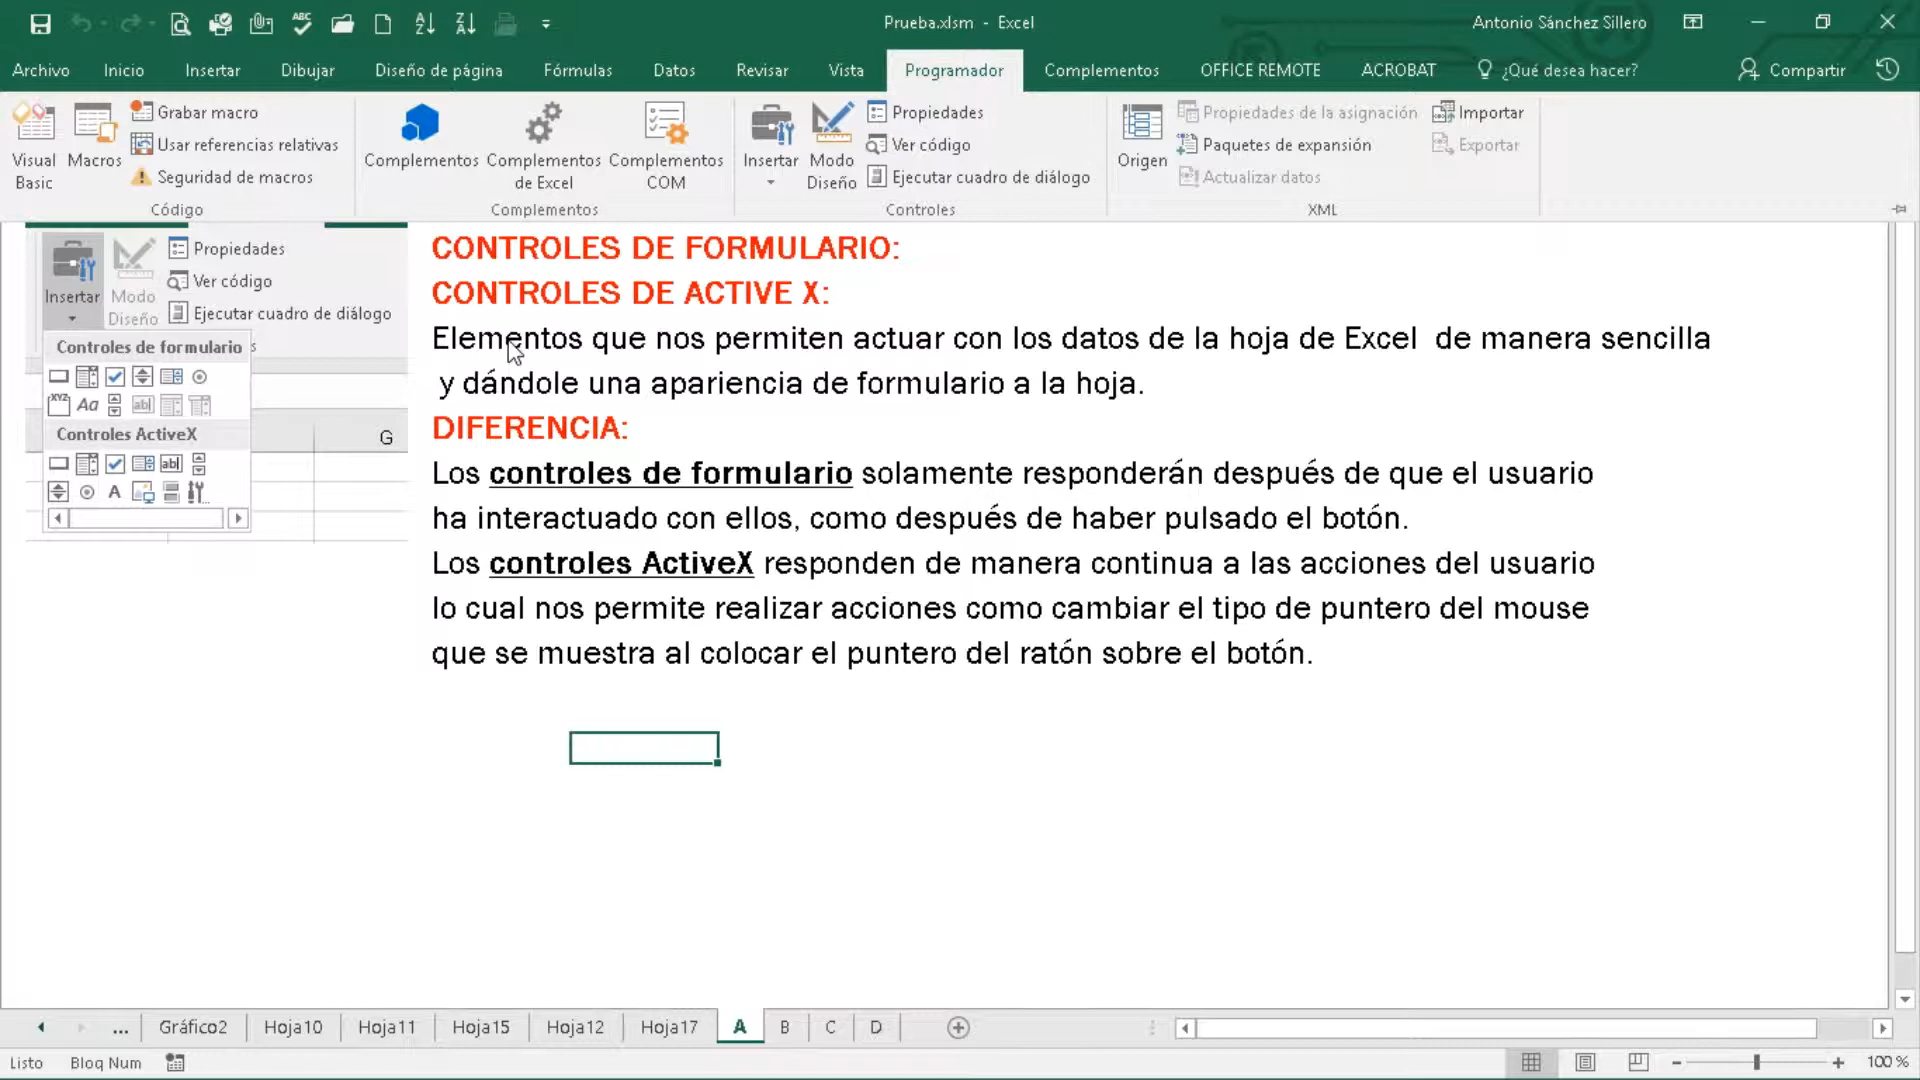 Prueba.xlsm - Excel
Antonio Sánchez Sillero
Archivo Inicio Insertar Dibujar Diseño de página Fórmulas Datos Revisar Vista Programador Complementos OFFICE REMOTE ACROBAT ¿Qué desea hacer? Compartir
Visual Basic
Macros
Grabar macro
Usar referencias relativas
Seguridad de macros
Código
Complementos
Complementos de Excel
Complementos COM
Complementos
Insertar
Modo Diseño
Propiedades
Ver código
Ejecutar cuadro de diálogo
Controles
Origen
Propiedades de la asignación
Paquetes de expansión
Actualizar datos
Importar
Exportar
XML
Insertar
Modo Diseño
Propiedades
Ver código
Ejecutar cuadro de diálogo
Controles de formulario
Controles ActiveX
G
CONTROLES DE FORMULARIO:
CONTROLES DE ACTIVE X:
Elementos que nos permiten actuar con los datos de la hoja de Excel de manera sencilla
y dándole una apariencia de formulario a la hoja.
DIFERENCIA:
Los controles de formulario solamente responderán después de que el usuario
ha interactuado con ellos, como después de haber pulsado el botón.
Los controles ActiveX responden de manera continua a las acciones del usuario
lo cual nos permite realizar acciones como cambiar el tipo de puntero del mouse
que se muestra al colocar el puntero del ratón sobre el botón.
... Gráfico2 Hoja10 Hoja11 Hoja15 Hoja12 Hoja17 A B C D
Listo Bloq Num 100 %